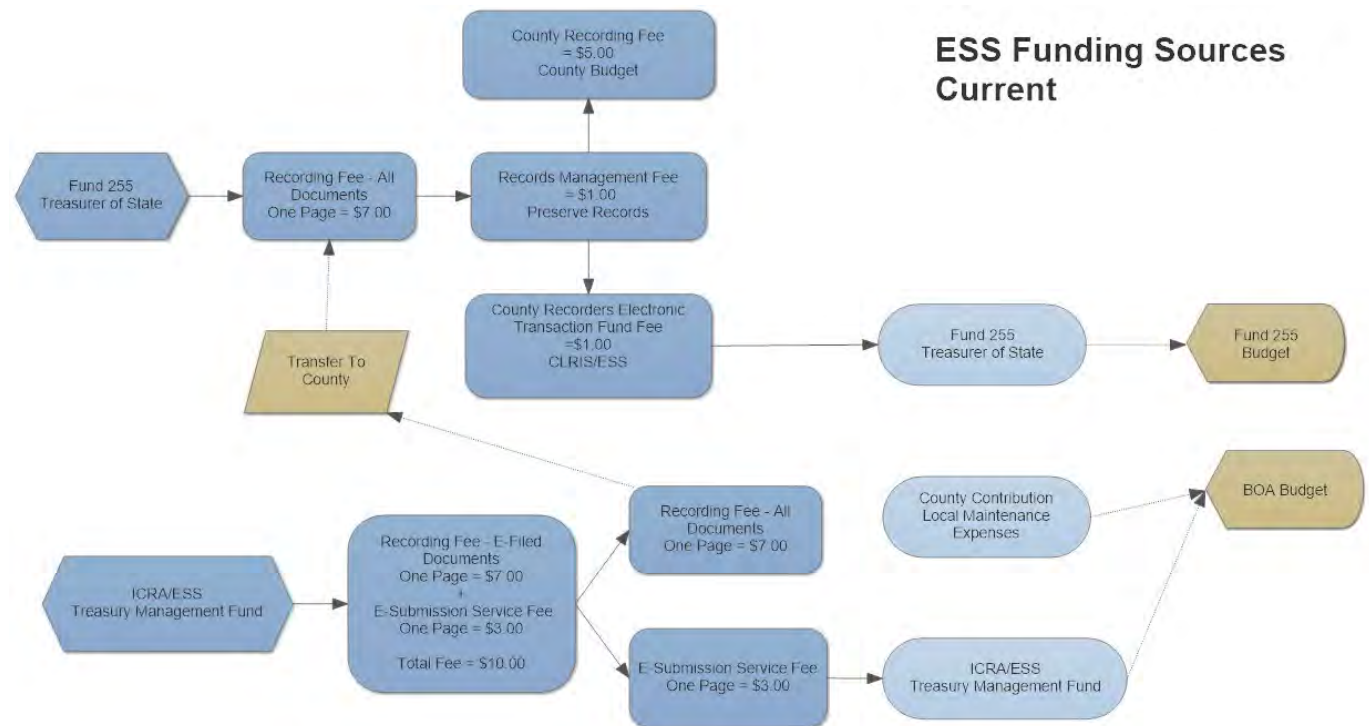 ESS Funding Sources
Current
County Recording Fee
= $5.00
County Budget
Fund 255
Treasurer of State
Recording Fee - All
Documents
One Page = $7.00
Records Management Fee
= $1.00
Preserve Records
County Recorders Electronic
Transaction Fund Fee
=$1.00
CLRIS/ESS
Fund 255
Treasurer of State
Fund 255
Budget
Transfer To
County
Recording Fee - All
Documents
One Page = $7.00
County Contribution
Local Maintenance
Expenses
BOA Budget
ICRA/ESS
Treasury Management Fund
Recording Fee - E-Filed
Documents
One Page = $7.00
+
E-Submission Service Fee
One Page = $3.00
Total Fee = $10.00
E-Submission Service Fee
One Page = $3.00
ICRA/ESS
Treasury Management Fund